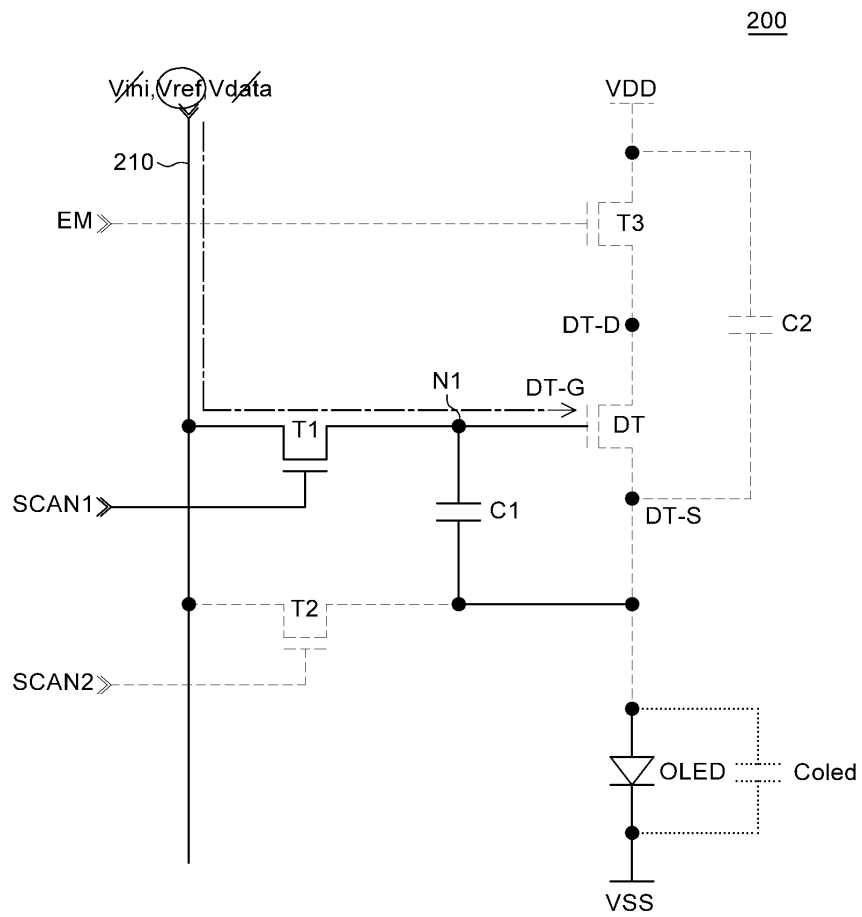 200
Vini,Vref,Vdata
VDD
210
EM
T3
DT-D
C2
N1
DT-G
T1
DT
SCAN1
C1
DT-S
T2
SCAN2
OLED
Coled
VSS